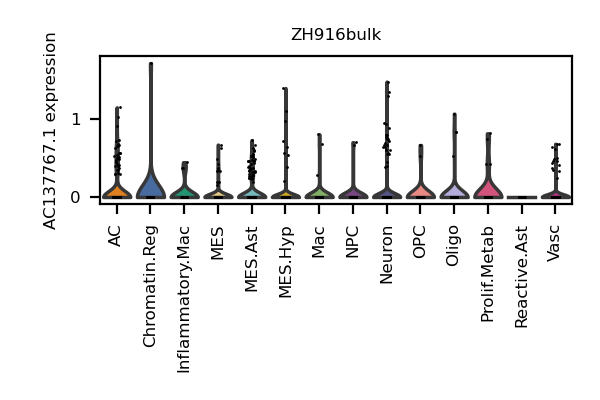 ZH916bulk
AC137767.1 expression
1
0
AC
Chromatin.Reg
Inflammatory.Mac
MES
MES.Ast
MES.Hyp
Mac
NPC
Neuron
OPC
Oligo
Prolif.Metab
Reactive.Ast
Vasc